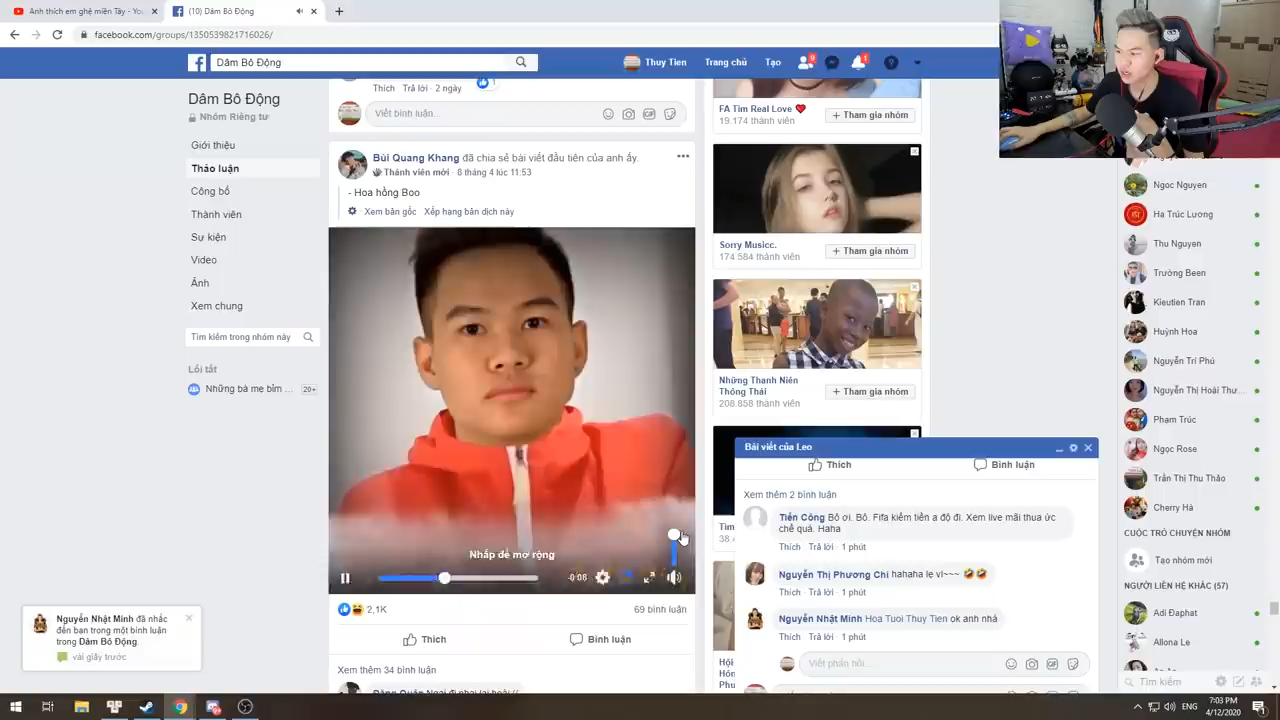 Anh thích em ghệ miền Tây - You
(10) Dâm Bô Động
facebook.com/groups/1350539821716026/
Dâm Bô Động
Thuy Tien
Trang chủ
Tạo
Dâm Bô Động
Nhóm Riêng tư
Giới thiệu
Thảo luận
Công bố
Thành viên
Sự kiện
Video
Ảnh
Xem chung
Tìm kiếm trong nhóm này
Lối tắt
Những bà mẹ bỉm ...
20+
Thích Trả lời · 2 ngày
1
Viết bình luận...
Bùi Quang Khang đã chia sẻ bài viết đầu tiên của anh ấy.
Thành viên mới · 8 tháng 4 lúc 11:53
- Hoa hồng Boo
Xem bản gốc · Xếp hạng bản dịch này
Nhấp để mở rộng
-0:06
2,1K
69 bình luận
Thích
Bình luận
Xem thêm 34 bình luận
FA Tìm Real Love
19.174 thành viên
+ Tham gia nhóm
Sorry Musicc.
174.584 thành viên
+ Tham gia nhóm
Những Thanh Niên
Thông Thái
208.858 thành viên
+ Tham gia nhóm
Bài viết của Leo
Thích
Bình luận
Xem thêm 2 bình luận
Tiến Công Bỏ ơi. Bỏ. Fifa kiếm tiền a độ đi. Xem live mãi thua ức
chế quá. Haha
Thích · Trả lời · 1 phút
Nguyễn Thị Phương Chi hahaha lẹ vl~~~
Thích · Trả lời · 1 phút
Nguyễn Nhật Minh Hoa Tuoi Thuy Tien ok anh nhá
Thích · Trả lời · 1 phút
Viết phản hồi...
Ngoc Nguyen
Hạ Trúc Lương
Thu Nguyen
Trường Been
Kieutien Tran
Huỳnh Hoa
Nguyễn Trí Phú
Nguyễn Thị Hoài Thư...
Phạm Trúc
Ngọc Rose
Trần Thị Thu Thảo
Cherry Hà
CUỘC TRÒ CHUYỆN NHÓM
Tạo nhóm mới
NGƯỜI LIÊN HỆ KHÁC (57)
Adi Đaphat
Allona Le
Tìm kiếm
Nguyễn Nhật Minh đã nhắc
đến bạn trong một bình luận
trong Dâm Bô Động.
vài giây trước
ENG
7:03 PM
4/12/2020